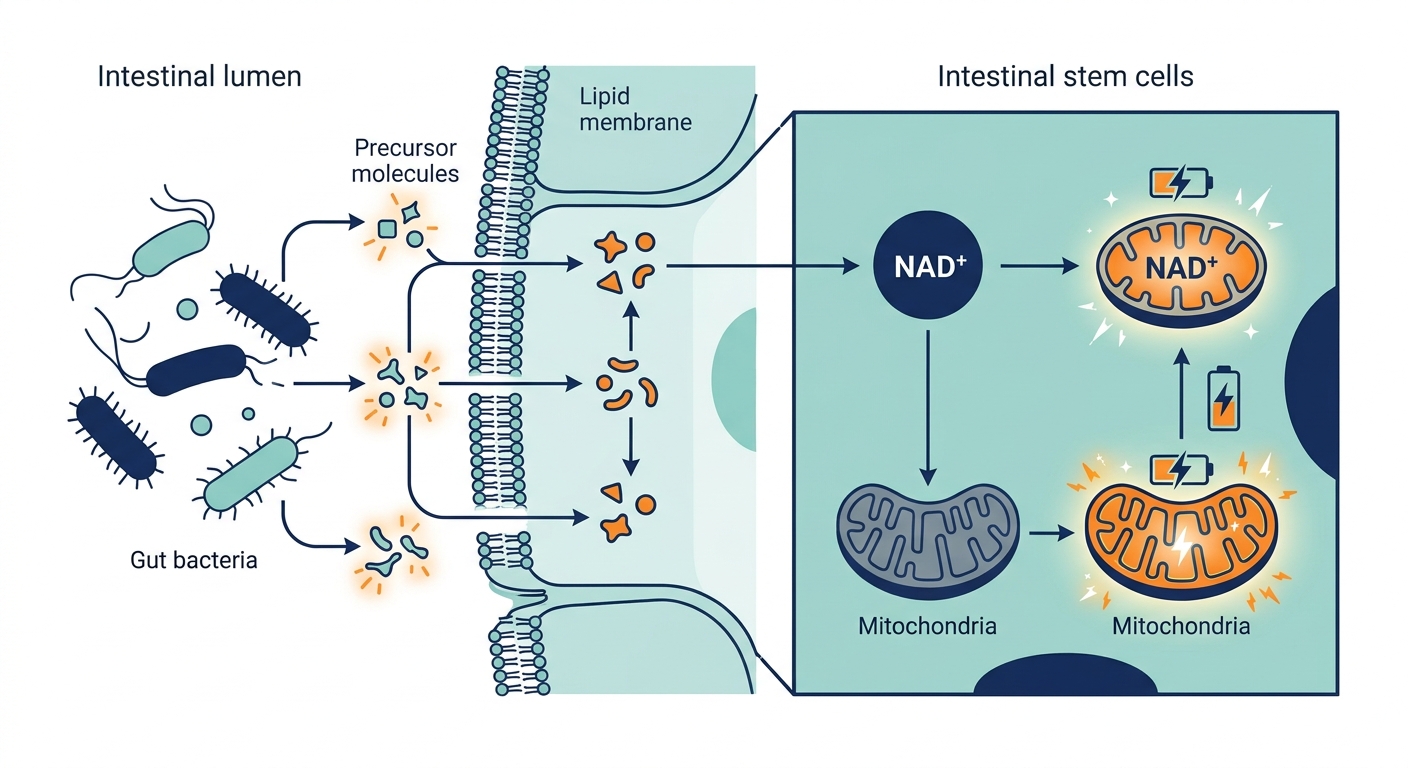 Intestinal lumen
Intestinal stem cells
Lipid
membrane
Precursor
molecules
NAD⁺
NAD⁺
Gut bacteria
Mitochondria
Mitochondria